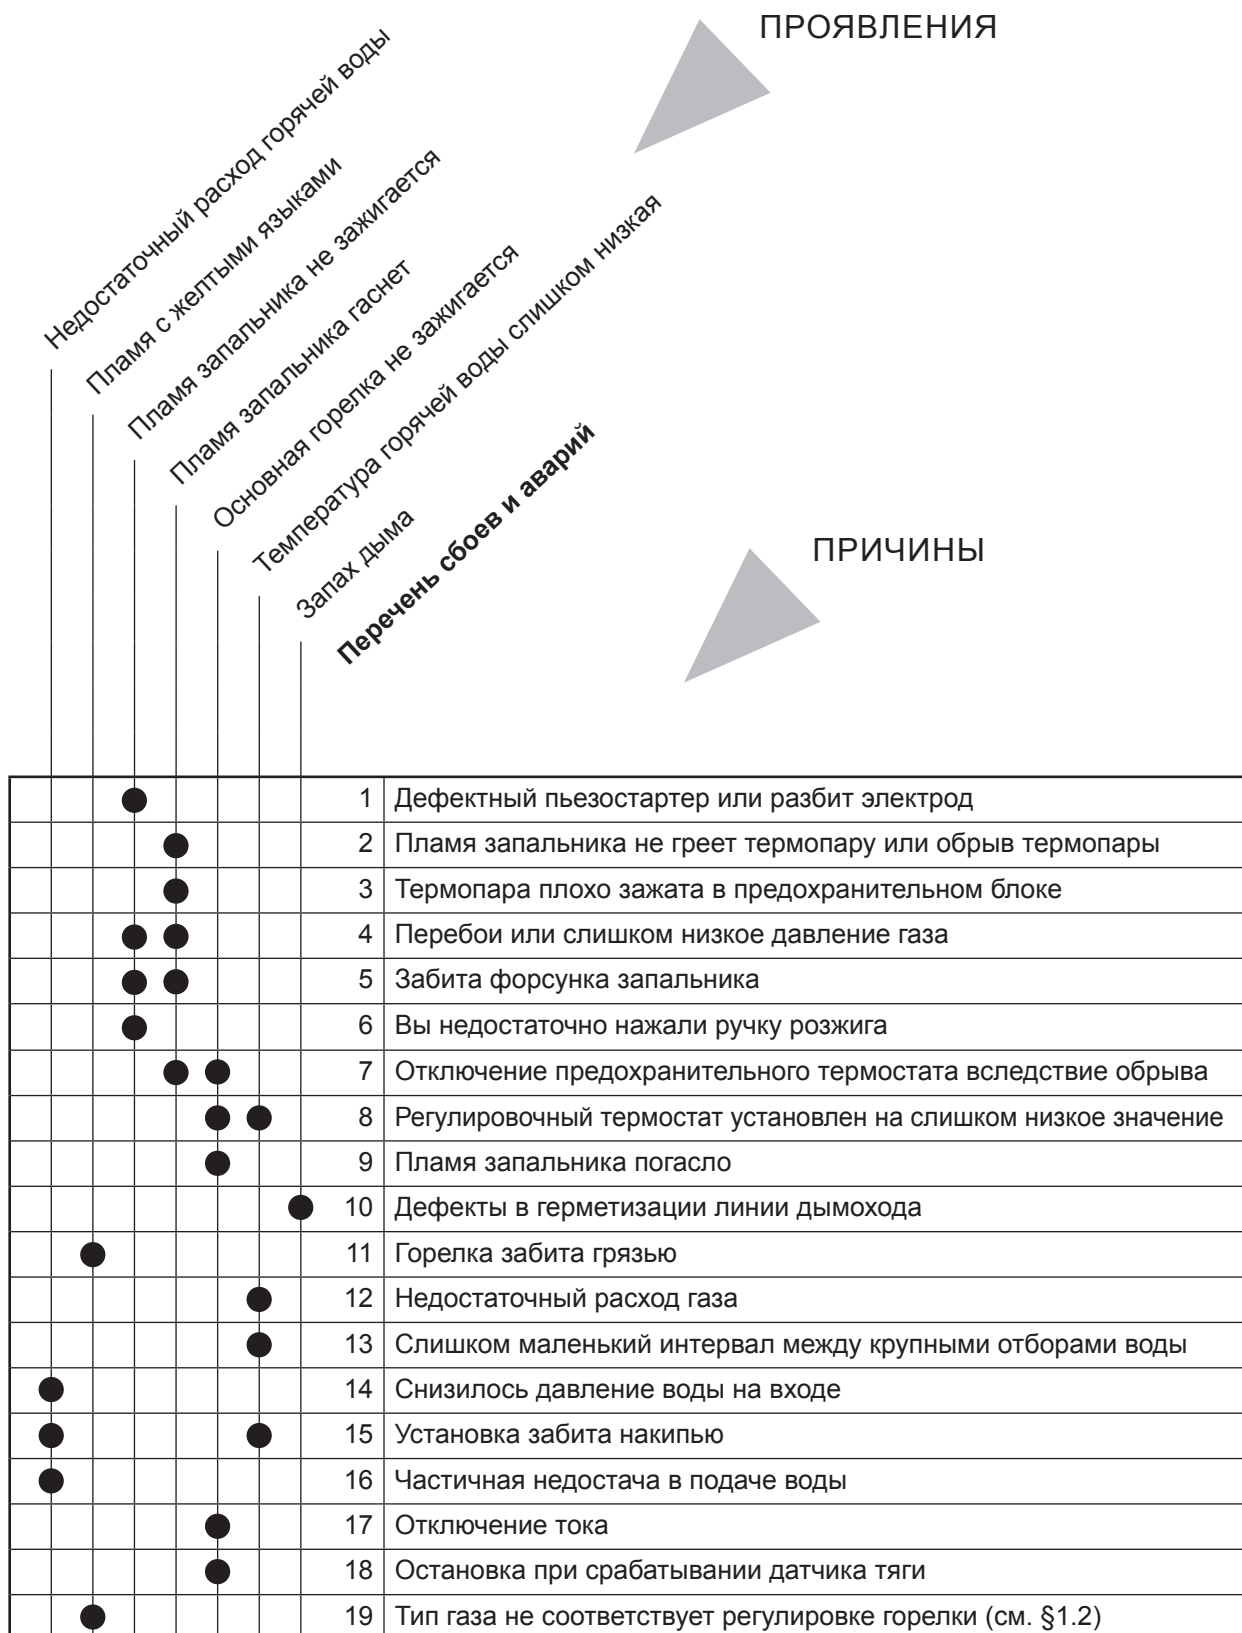 ПРОЯВЛЕНИЯ
Недостаточный расход горячей воды
Пламя с желтыми языками
Пламя запальника не зажигается
Пламя запальника гаснет
Основная горелка не зажигается
Температура горячей воды слишком низкая
Запах дыма
Перечень сбоев и аварий
ПРИЧИНЫ
1 Дефектный пьезостартер или разбит электрод
2 Пламя запальника не греет термопару или обрыв термопары
3 Термопара плохо зажата в предохранительном блоке
4 Перебои или слишком низкое давление газа
5 Забита форсунка запальника
6 Вы недостаточно нажали ручку розжига
7 Отключение предохранительного термостата вследствие обрыва
8 Регулировочный термостат установлен на слишком низкое значение
9 Пламя запальника погасло
10 Дефекты в герметизации линии дымохода
11 Горелка забита грязью
12 Недостаточный расход газа
13 Слишком маленький интервал между крупными отборами воды
14 Снизилось давление воды на входе
15 Установка забита накипью
16 Частичная недостача в подаче воды
17 Отключение тока
18 Остановка при срабатывании датчика тяги
19 Тип газа не соответствует регулировке горелки (см. §1.2)